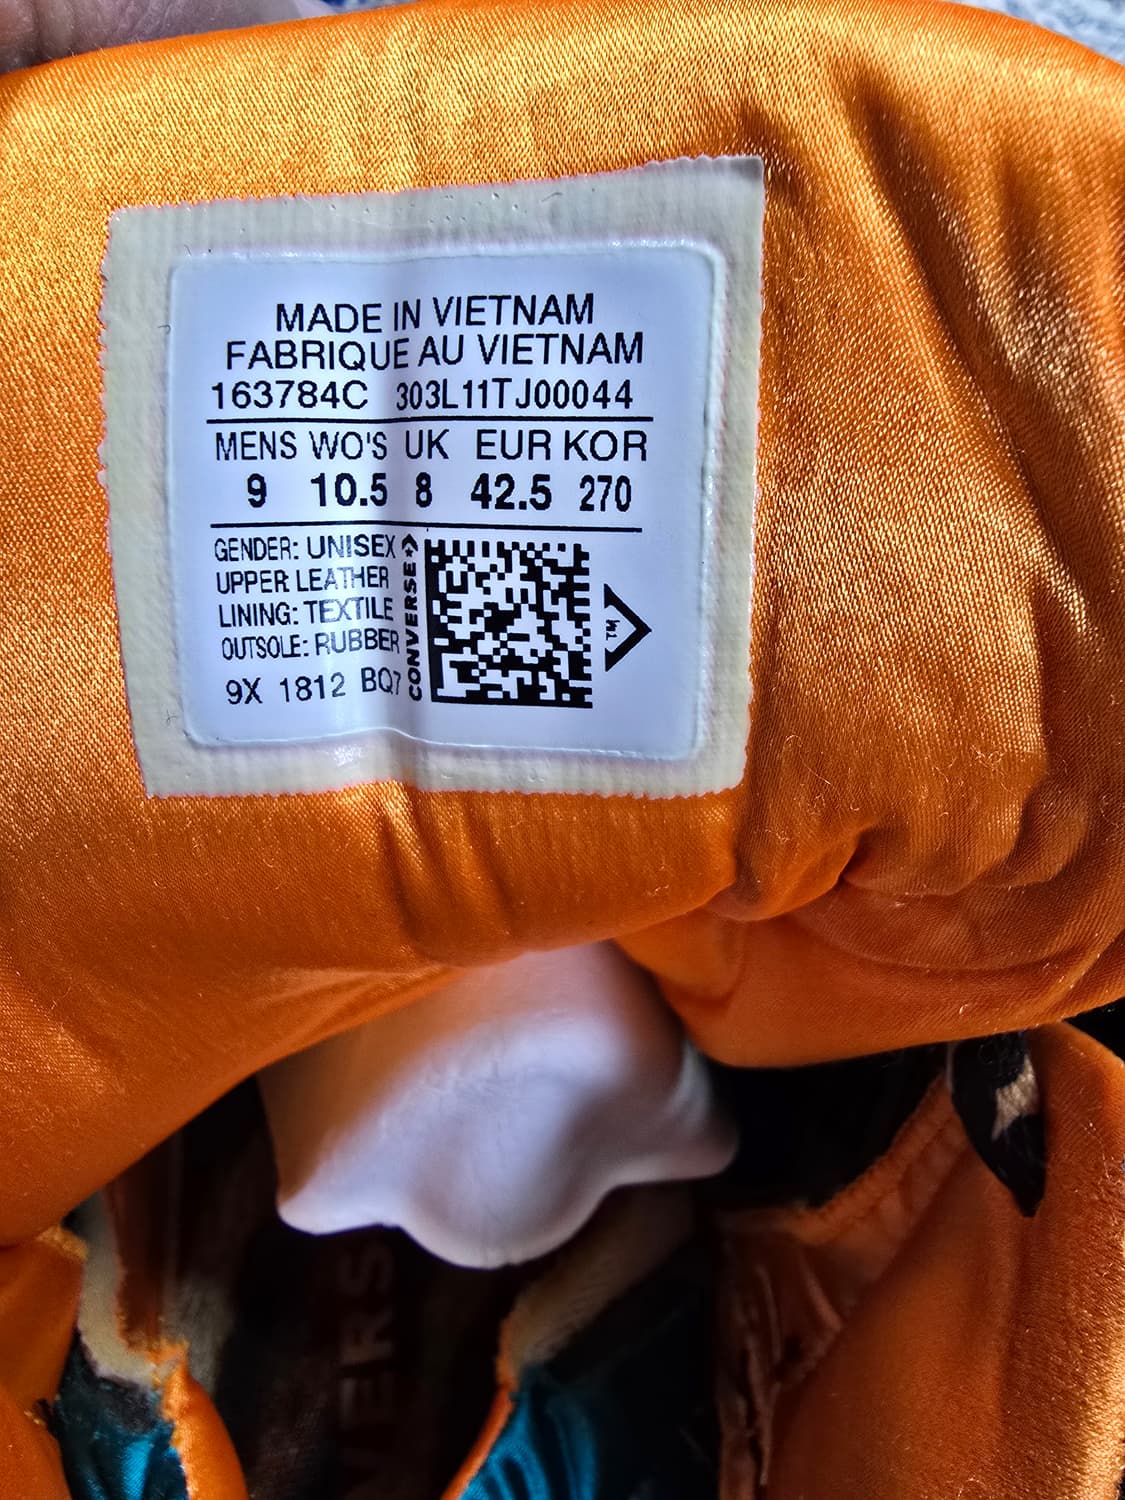 MADE IN VIETNAM
FABRIQUE AU VIETNAM
163784C 303L11TJ00044
MENS WO'S UK EUR KOR
9 10.5 8 42.5 270
GENDER: UNISEX
UPPER LEATHER
LINING: TEXTILE
OUTSOLE: RUBBER
9X 1812 BQ7
CONVERSE
TM
VERS